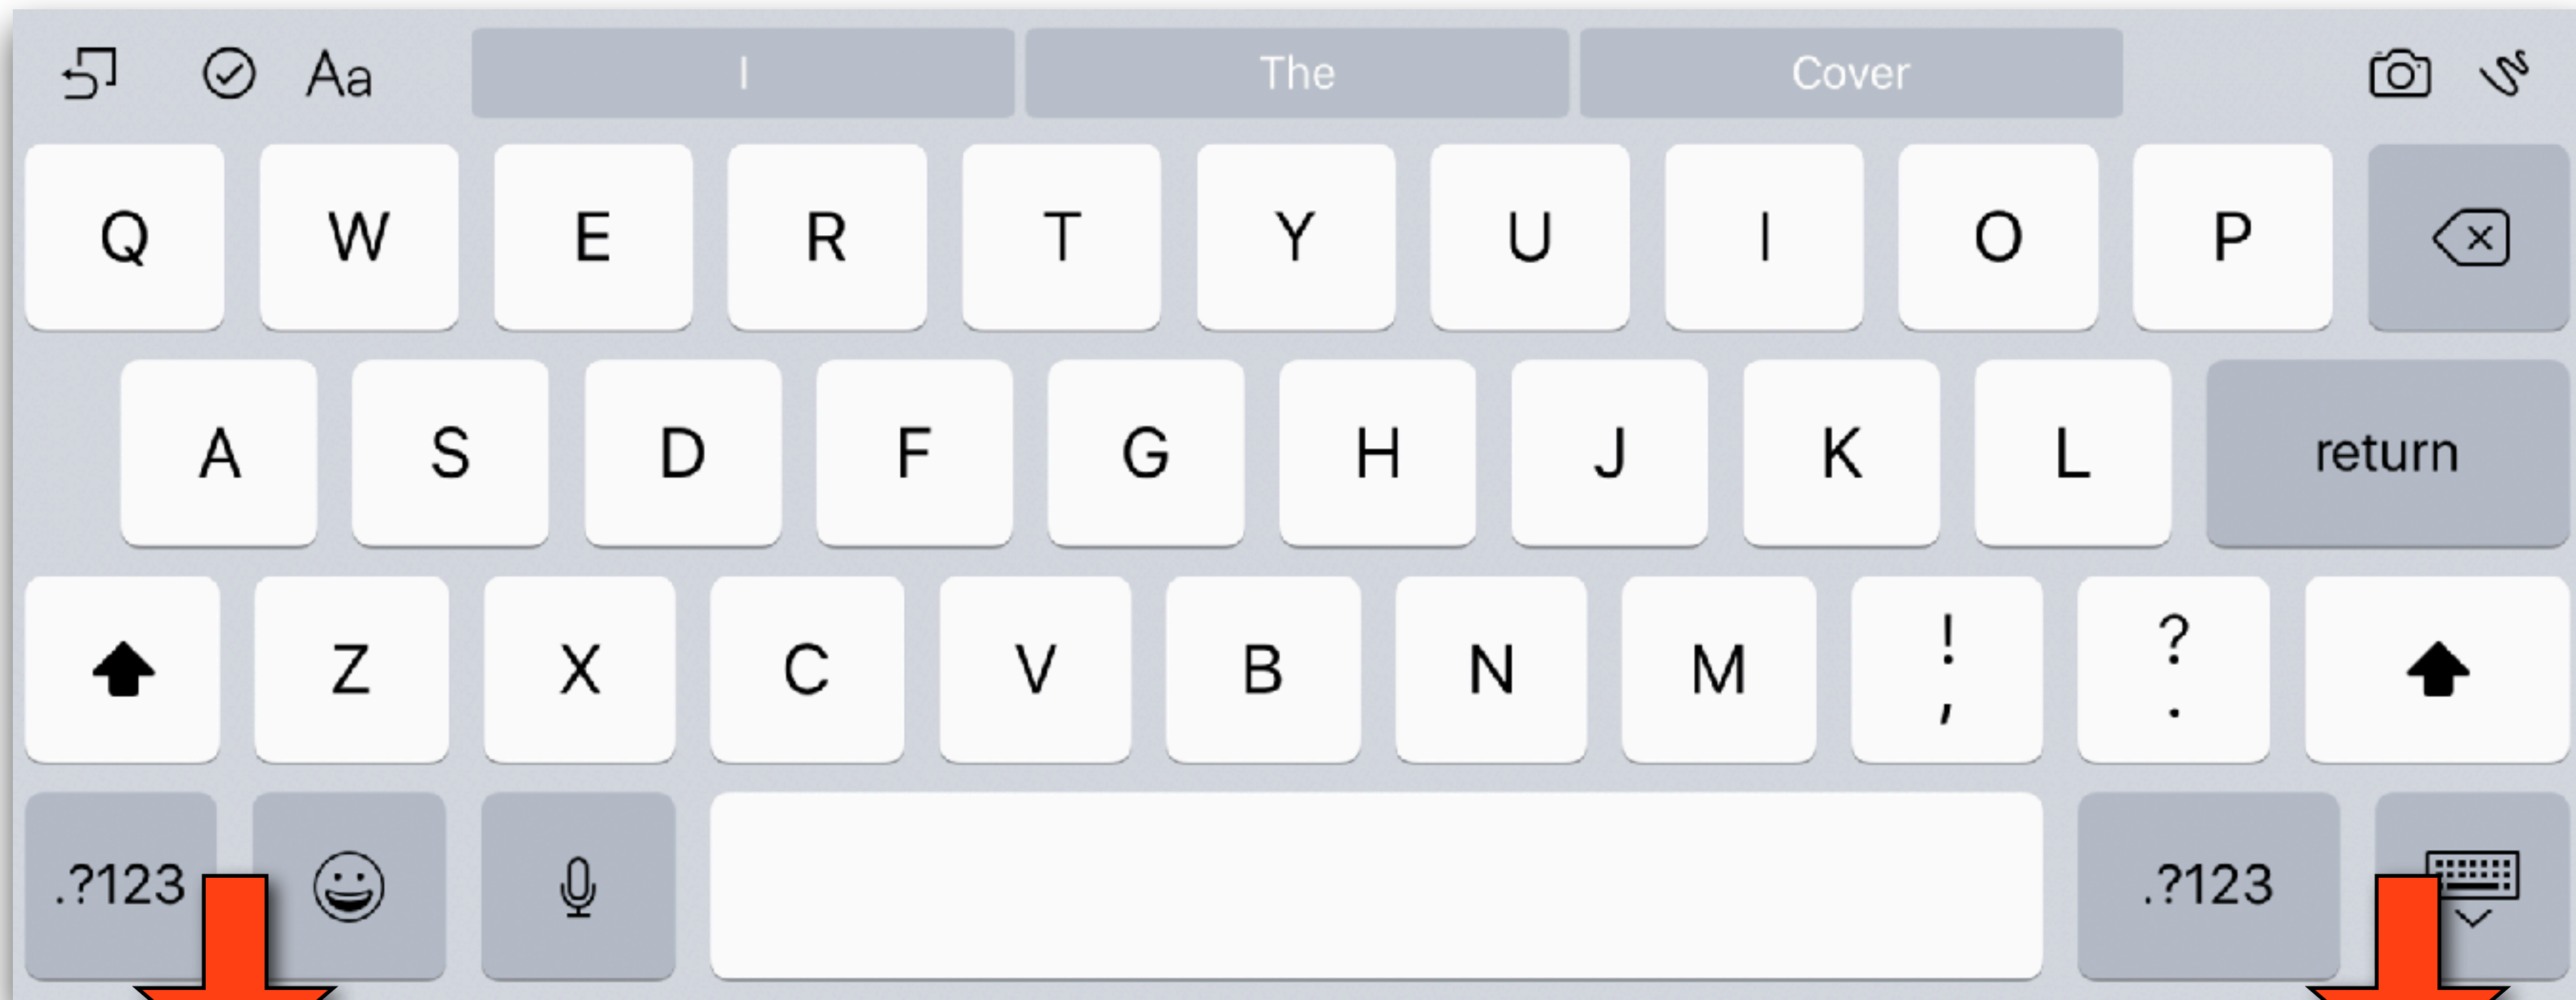 Aa I The Cover
Q W E R T Y U I O P
A S D F G H J K L return
Z X C V B N M ! , ? .
.?123 .?123